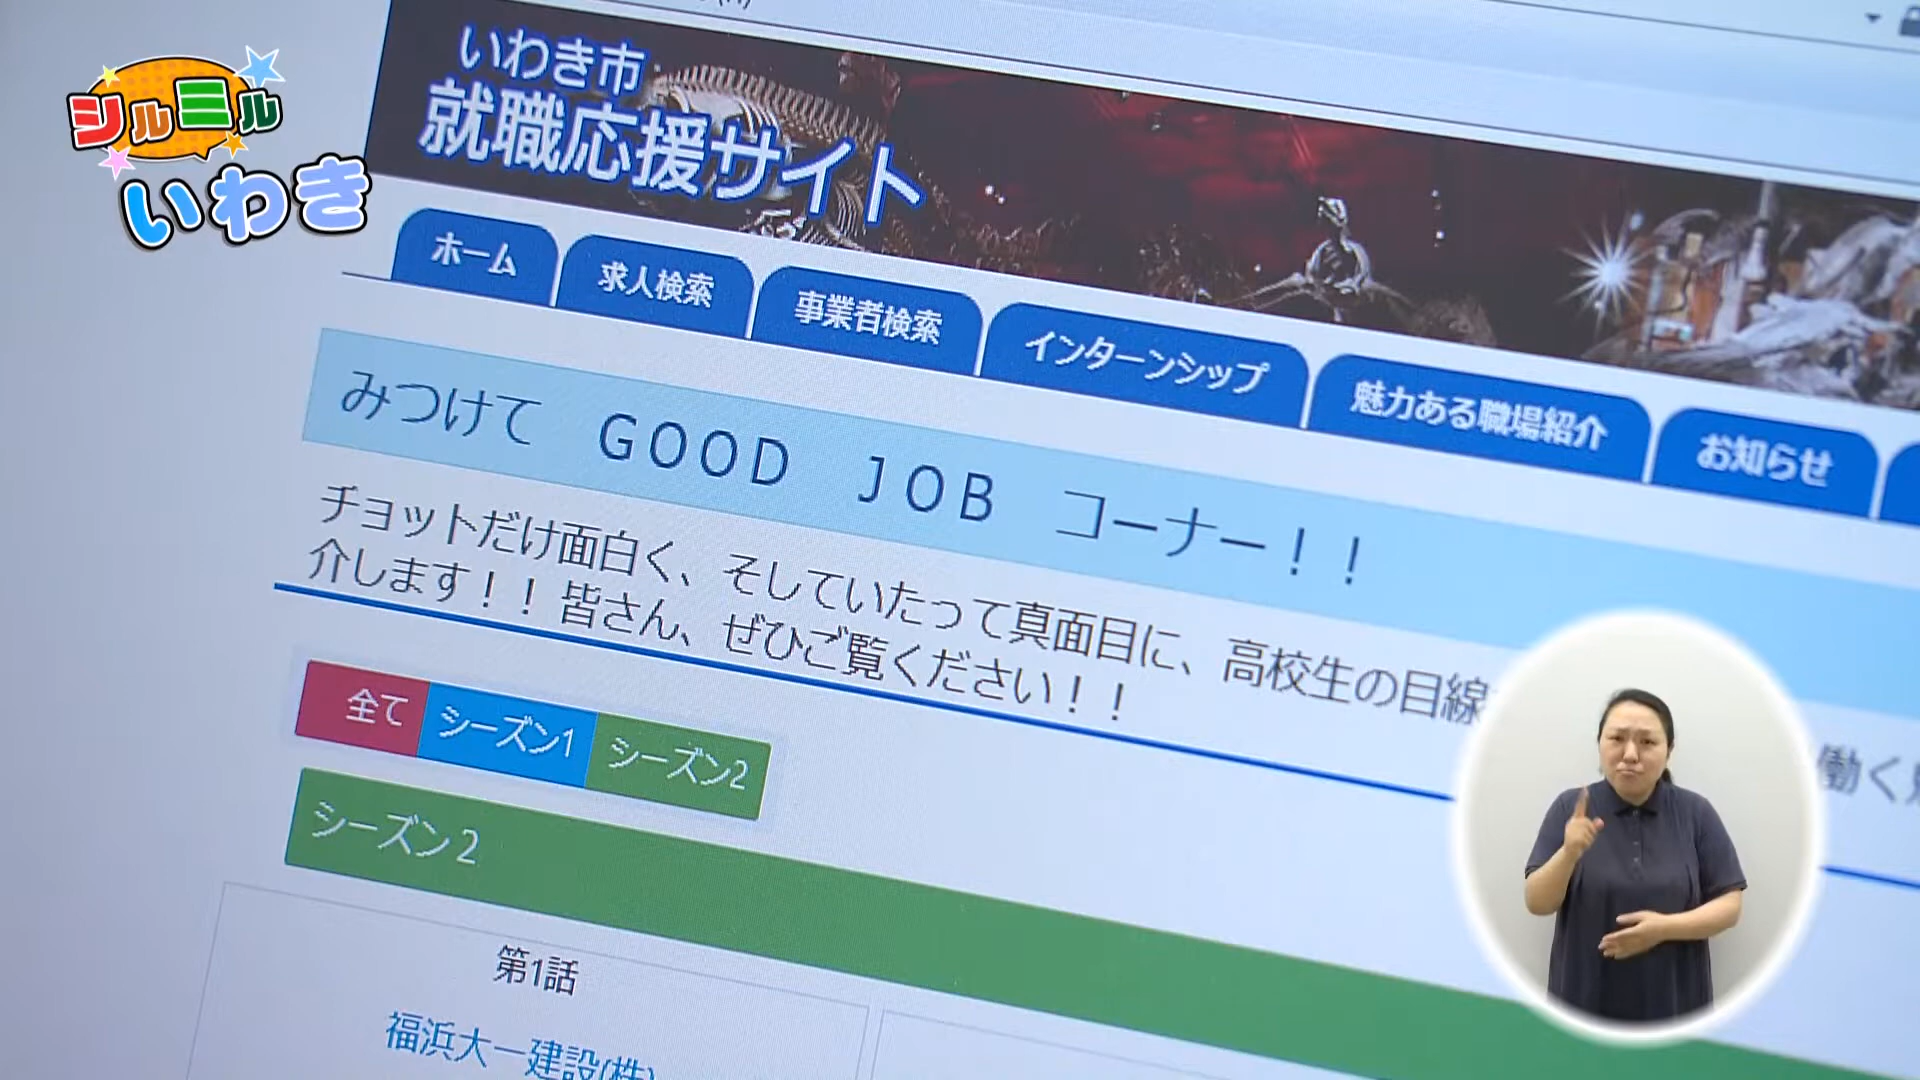 シルミル
いわき
いわき市
就職応援サイト
ホーム
求人検索
事業者検索
インターンシップ
魅力ある職場紹介
お知らせ
みつけて GOOD JOB コーナー！！
チョットだけ面白く、そしていたって真面目に、高校生の目線
働く
介します！！皆さん、ぜひご覧ください！！
全て
シーズン1
シーズン2
シーズン2
第1話
福浜大一建設(株)